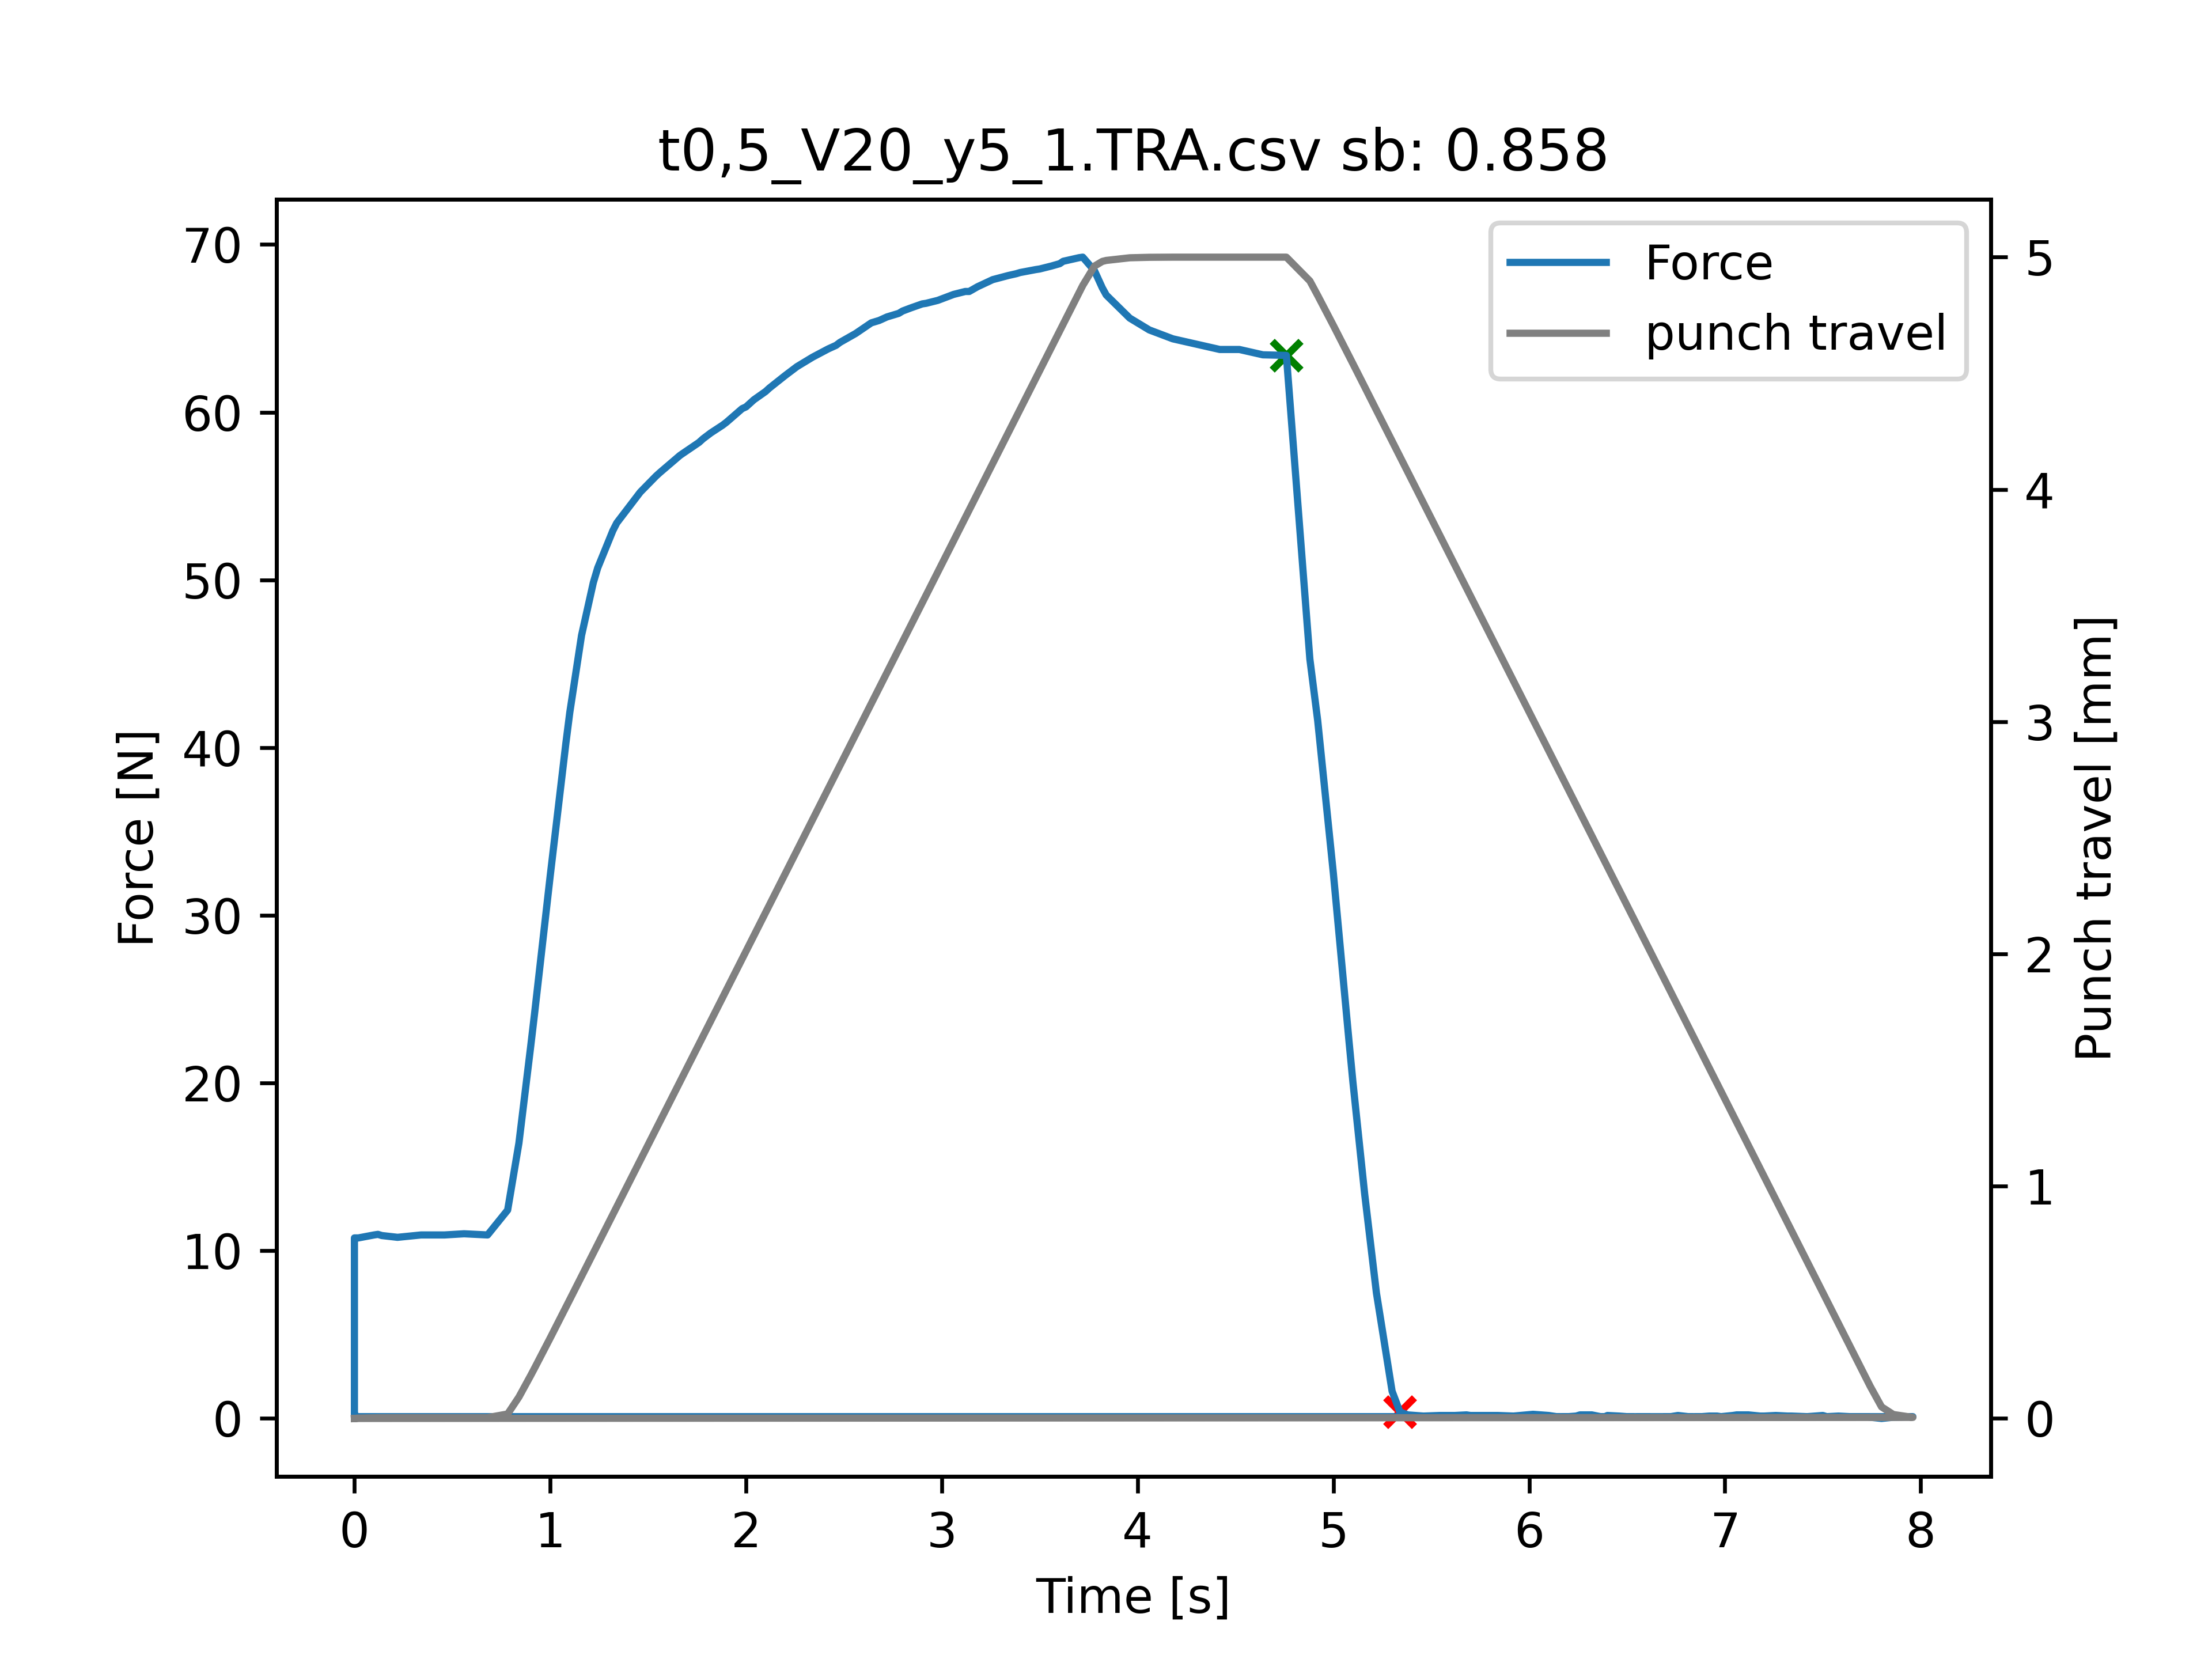 t0,5_V20_y5_1.TRA.csv sb: 0.858
Force
punch travel
70
60
50
40
30
20
10
0
Force [N]
5
4
3
2
1
0
Punch travel [mm]
0 1 2 3 4 5 6 7 8
Time [s]